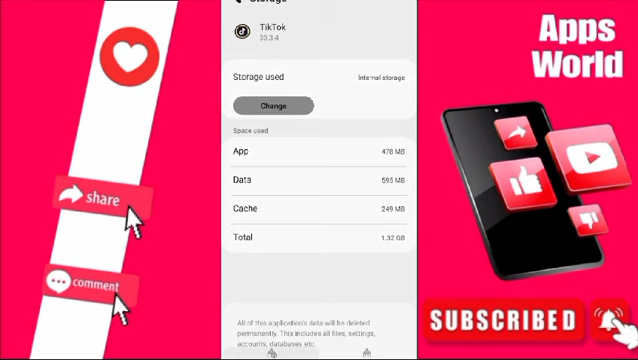 Storage
TikTok
33.3.4
Storage used
Internal storage
Change
Space used
App
478 MB
Data
595 MB
Cache
249 MB
Total
1.32 GB
All of this application's data will be deleted
permanently. This includes all files, settings,
accounts, databases etc.
share
comment
Apps
World
SUBSCRIBED